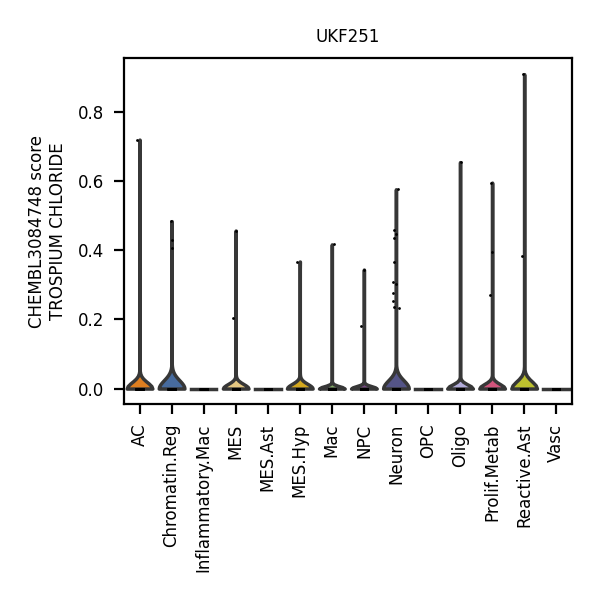 UKF251
CHEMBL3084748 score
TROSPIUM CHLORIDE
0.8
0.6
0.4
0.2
0.0
AC
Chromatin.Reg
Inflammatory.Mac
MES
MES.Ast
MES.Hyp
Mac
NPC
Neuron
OPC
Oligo
Prolif.Metab
Reactive.Ast
Vasc